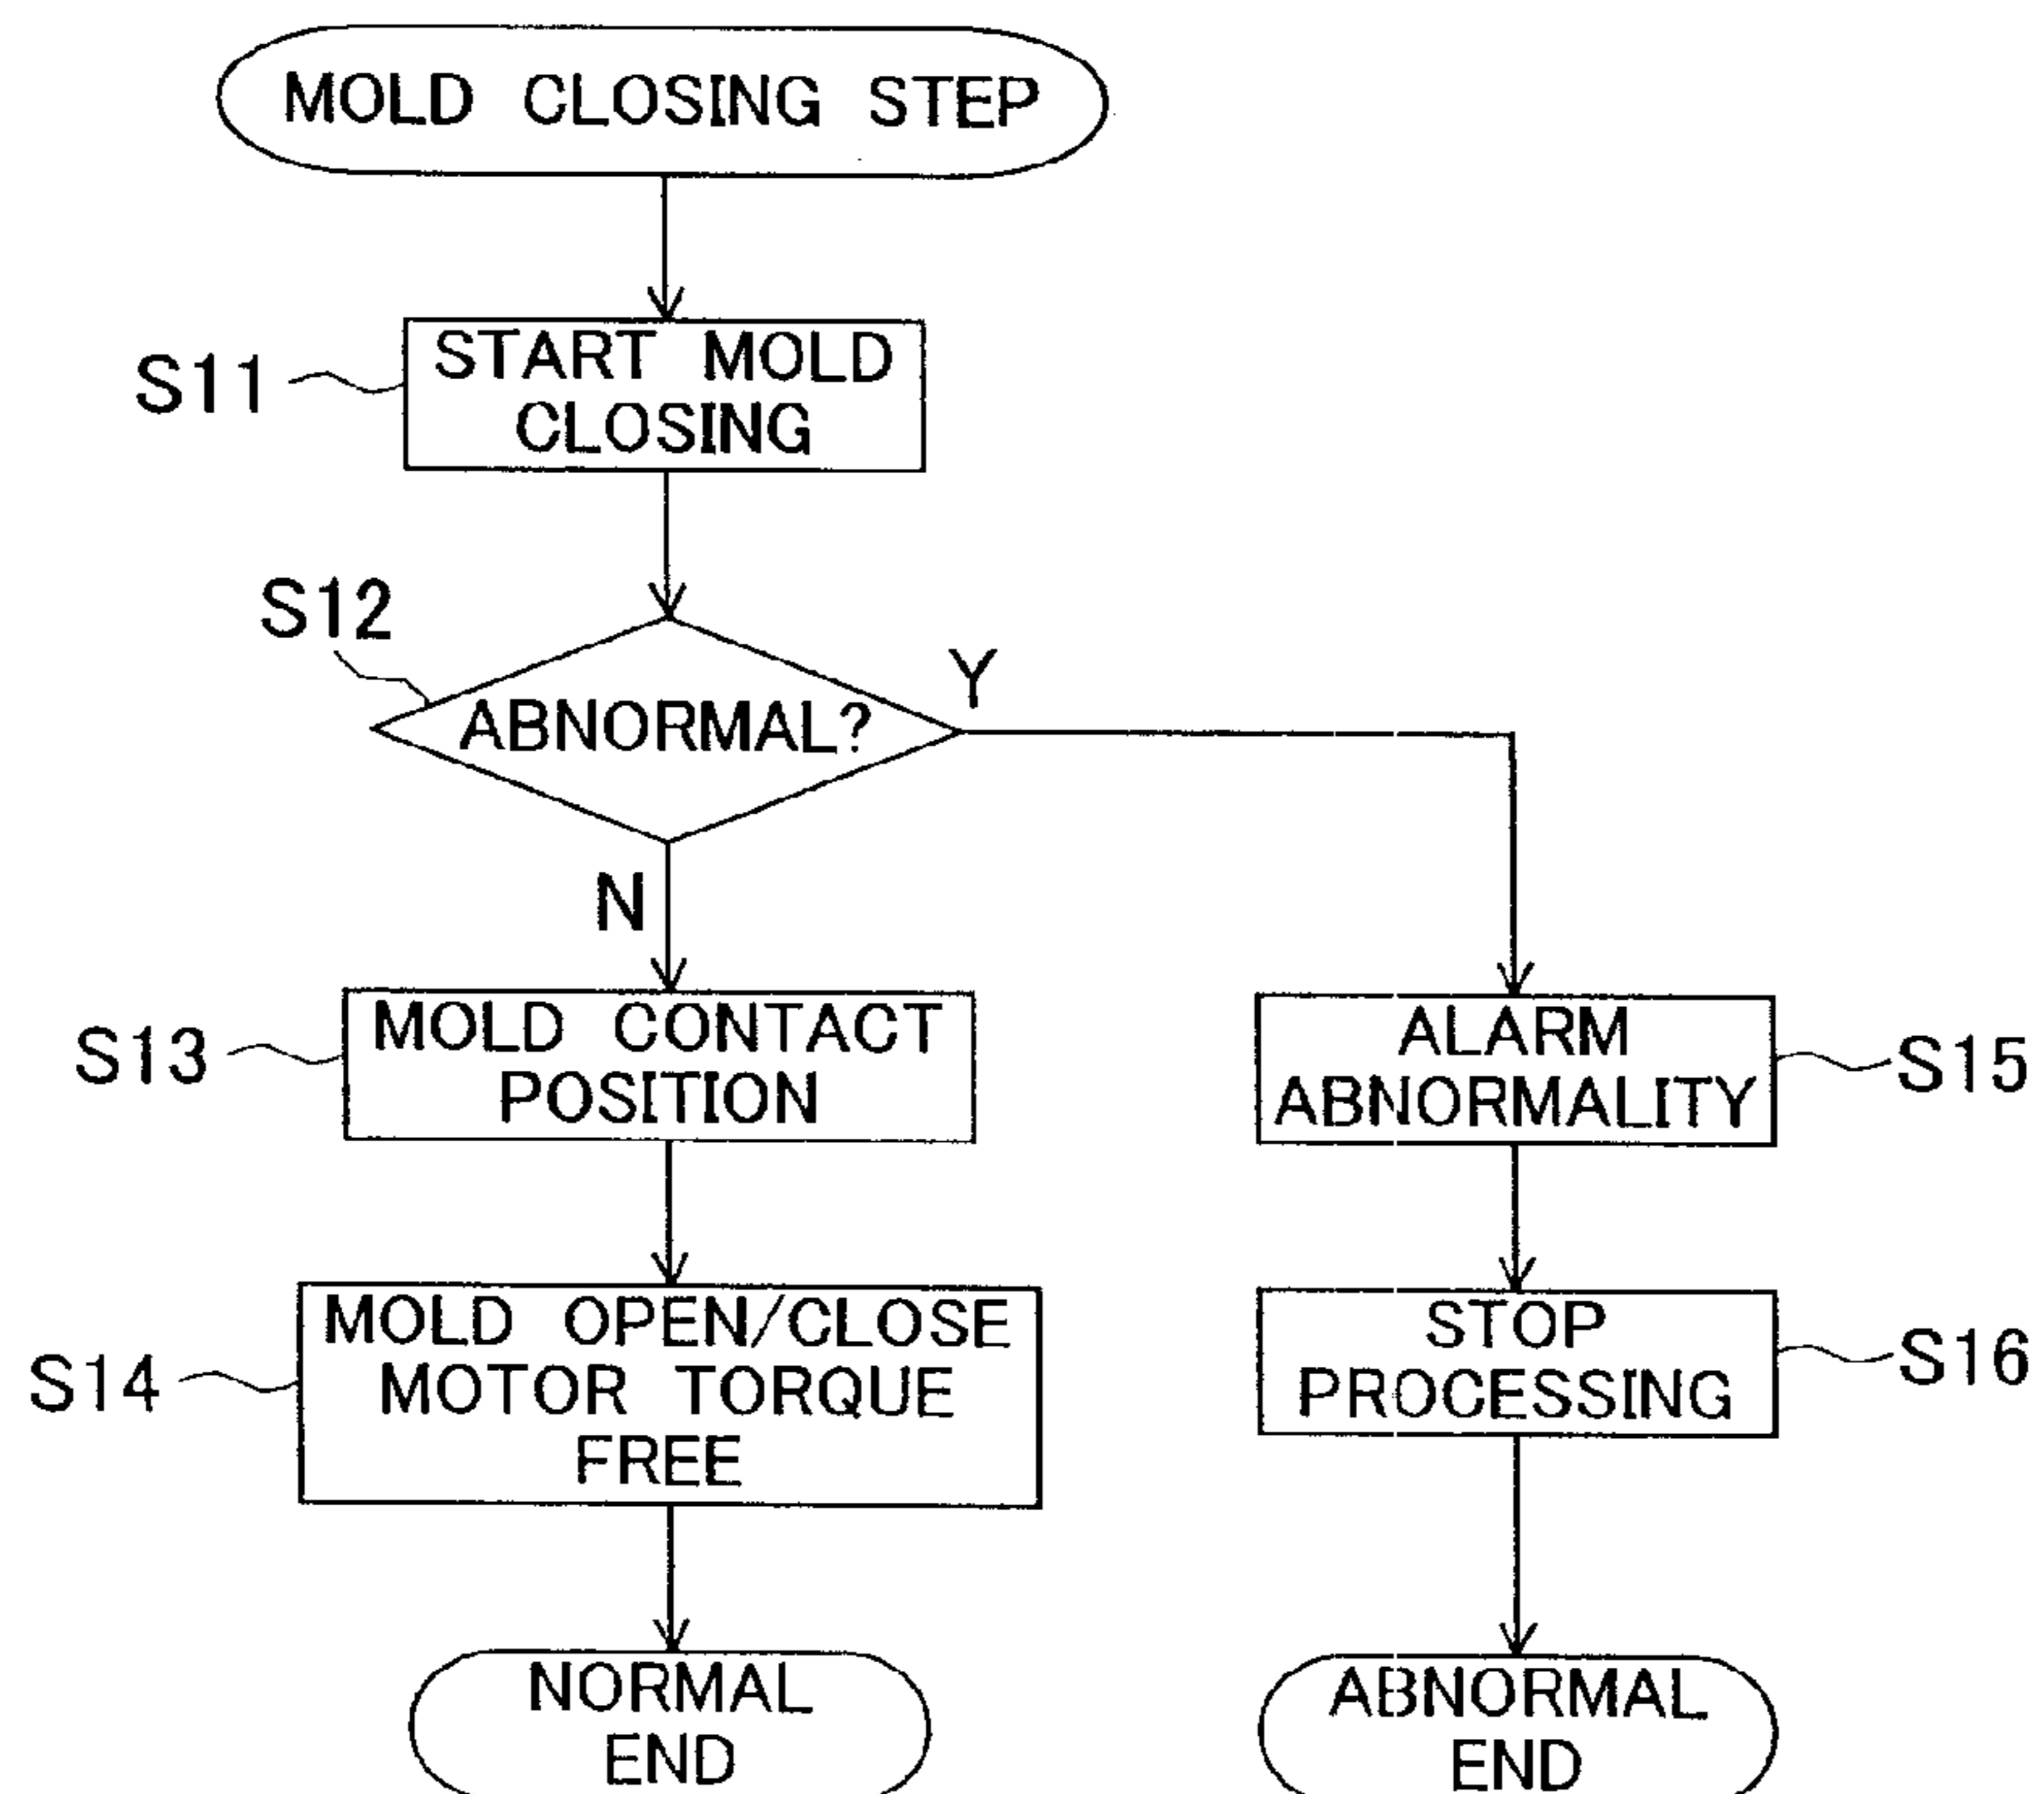 MOLD CLOSING STEP
S11
START MOLD
CLOSING
S12
ABNORMAL?
Y
N
S13
MOLD CONTACT
POSITION
ALARM
ABNORMALITY
S15
S14
MOLD OPEN/CLOSE
MOTOR TORQUE
FREE
STOP
PROCESSING
S16
NORMAL
END
ABNORMAL
END